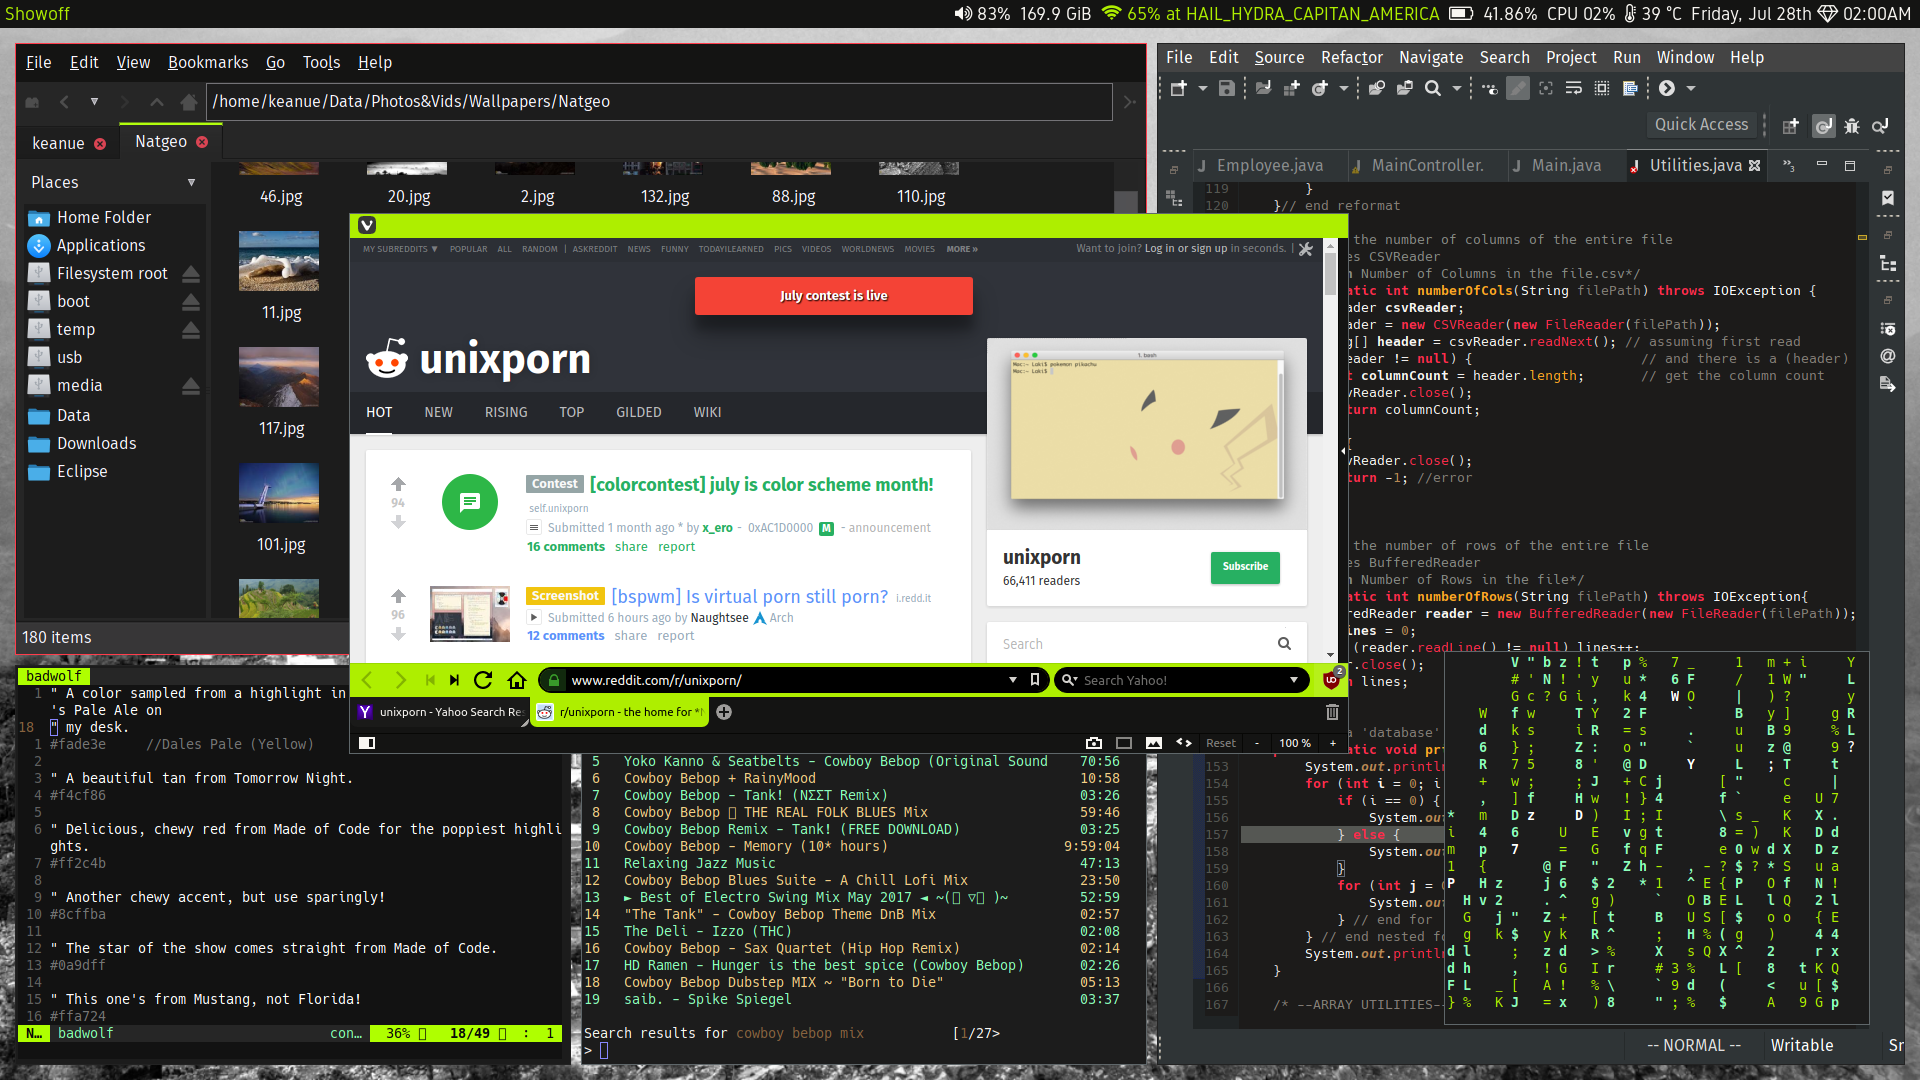 Showoff
83% 169.9 GiB 65% at HAIL_HYDRA_CAPITAN_AMERICA 41.86% CPU 02% 39 °C Friday, Jul 28th 02:00AM
File Edit View Bookmarks Go Tools Help
/home/keanue/Data/Photos&Vids/Wallpapers/Natgeo
keanue Natgeo
Places
Home Folder
Applications
Filesystem root
boot
temp
usb
media
Data
Downloads
Eclipse
46.jpg 20.jpg 2.jpg 132.jpg 88.jpg 110.jpg
11.jpg
117.jpg
101.jpg
180 items
MY SUBREDDITS ▼ POPULAR ALL RANDOM | ASKREDDIT NEWS FUNNY TODAYILEARNED PICS VIDEOS WORLDNEWS MOVIES MORE »
Want to join? Log in or sign up in seconds. |
July contest is live
unixporn
HOT NEW RISING TOP GILDED WIKI
94
Contest [colorcontest] july is color scheme month!
self.unixporn
Submitted 1 month ago * by x_ero - 0xAC1D0000 M - announcement
16 comments share report
96
Screenshot [bspwm] Is virtual porn still porn? i.redd.it
Submitted 6 hours ago by Naughtsee Arch
12 comments share report
1. bash
Mac:~ Loki$ pokemon pikachu
Mac:~ Loki$
unixporn
66,411 readers
Subscribe
Search
www.reddit.com/r/unixporn/
Search Yahoo!
2
unixporn - Yahoo Search Re
r/unixporn - the home for *
Reset - 100 % +
File Edit Source Refactor Navigate Search Project Run Window Help
Quick Access
Employee.java MainController. Main.java Utilities.java »3
119 }
120 }// end reformat
the number of columns of the entire file
es CSVReader
n Number of Columns in the file.csv*/
atic int numberOfCols(String filePath) throws IOException {
ader csvReader;
ader = new CSVReader(new FileReader(filePath));
g[] header = csvReader.readNext(); // assuming first read
eader != null) { // and there is a (header)
t columnCount = header.length; // get the column count
vReader.close();
turn columnCount;
{
vReader.close();
turn -1; //error
the number of rows of the entire file
es BufferedReader
n Number of Rows in the file*/
atic int numberOfRows(String filePath) throws IOException{
eredReader reader = new BufferedReader(new FileReader(filePath));
ines = 0;
(reader.readLine() != null) lines++;
r.close();
n lines;
a 'database'
atic void pri
153 System.out.println
154 for (int i = 0; i
155 if (i == 0) {
156 System.out
157 } else {
158 System.out
159 }
160 for (int j = 0
161 System.out
162 } // end for
163 } // end nested fo
164 System.out.println
165 }
166
167 /* --ARRAY UTILITIES-
-- NORMAL -- Writable Sr
badwolf
1 " A color sampled from a highlight in
's Pale Ale on
18 " my desk.
1 #fade3e //Dales Pale (Yellow)
2
3 " A beautiful tan from Tomorrow Night.
4 #f4cf86
5
6 " Delicious, chewy red from Made of Code for the poppiest highli
ghts.
7 #ff2c4b
8
9 " Another chewy accent, but use sparingly!
10 #8cffba
11
12 " The star of the show comes straight from Made of Code.
13 #0a9dff
14
15 " This one's from Mustang, not Florida!
16 #ffa724
N… badwolf con… 36% 18/49 : 1
5 Yoko Kanno & Seatbelts - Cowboy Bebop (Original Sound 70:56
6 Cowboy Bebop + RainyMood 10:58
7 Cowboy Bebop - Tank! (NΣΣT Remix) 03:26
8 Cowboy Bebop THE REAL FOLK BLUES Mix 59:46
9 Cowboy Bebop Remix - Tank! (FREE DOWNLOAD) 03:25
10 Cowboy Bebop - Memory (10* hours) 9:59:04
11 Relaxing Jazz Music 47:13
12 Cowboy Bebop Blues Suite - A Chill Lofi Mix 23:50
13 ► Best of Electro Swing Mix May 2017 ◄ ~( ▽ )~ 52:59
14 "The Tank" - Cowboy Bebop Theme DnB Mix 02:57
15 The Deli - Izzo (THC) 02:08
16 Cowboy Bebop - Sax Quartet (Hip Hop Remix) 02:14
17 HD Ramen - Hunger is the best spice (Cowboy Bebop) 02:26
18 Cowboy Bebop Dubstep MIX ~ "Born to Die" 05:13
19 saib. - Spike Spiegel 03:37
Search results for cowboy bebop mix [1/27>
>